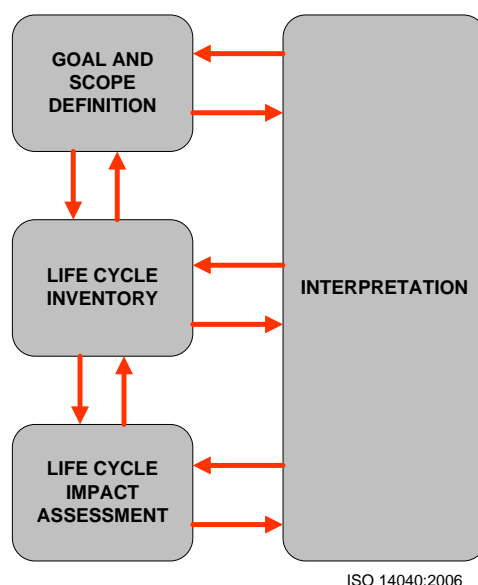 GOAL AND
SCOPE
DEFINITION
LIFE CYCLE
INVENTORY
INTERPRETATION
LIFE CYCLE
IMPACT
ASSESSMENT
ISO 14040:2006